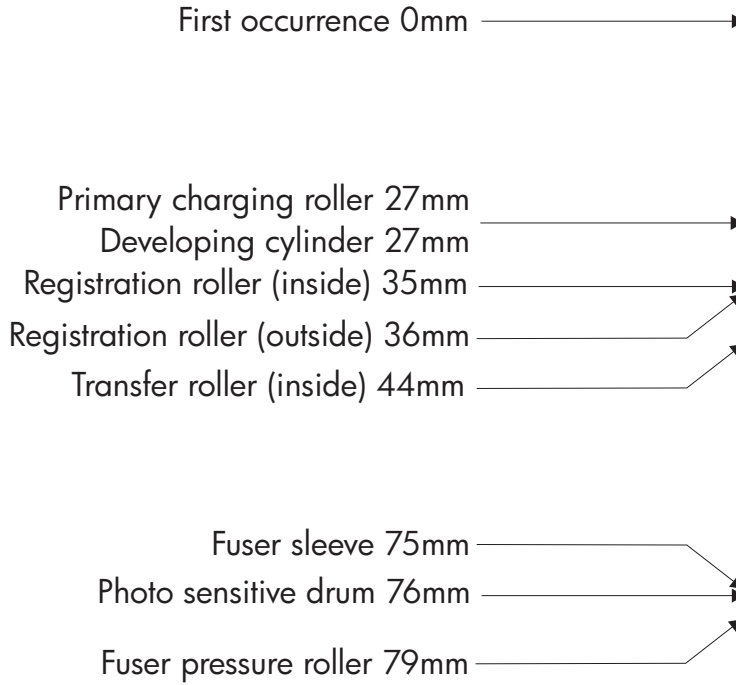 First occurrence 0mm
Primary charging roller 27mm
Developing cylinder 27mm
Registration roller (inside) 35mm
Registration roller (outside) 36mm
Transfer roller (inside) 44mm
Fuser sleeve 75mm
Photo sensitive drum 76mm
Fuser pressure roller 79mm